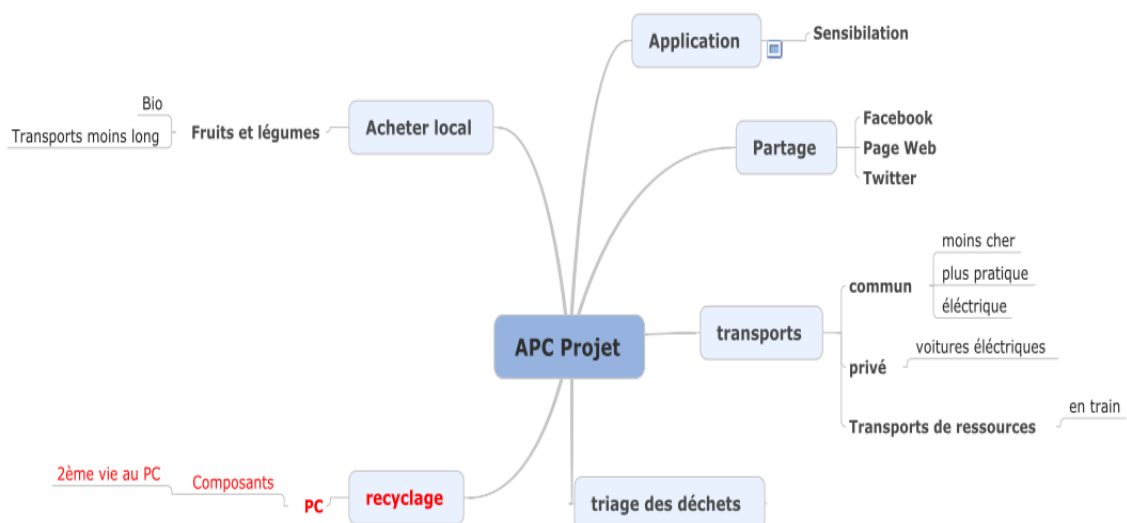 Application
Sensibilation
Bio
Transports moins long
Fruits et légumes
Acheter local
Partage
Facebook
Page Web
Twitter
APC Projet
transports
commun
moins cher
plus pratique
éléctrique
privé
voitures éléctriques
Transports de ressources
en train
2ème vie au PC
Composants
PC
recyclage
triage des déchets